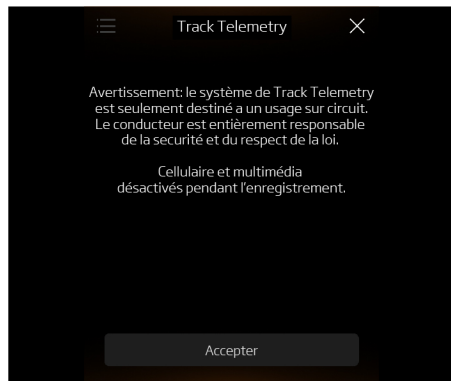 Track Telemetry
Avertissement: le système de Track Telemetry
est seulement destiné a un usage sur circuit.
Le conducteur est entièrement responsable
de la securité et du respect de la loi.
Cellulaire et multimédia
désactivés pendant l'enregistrement.
Accepter